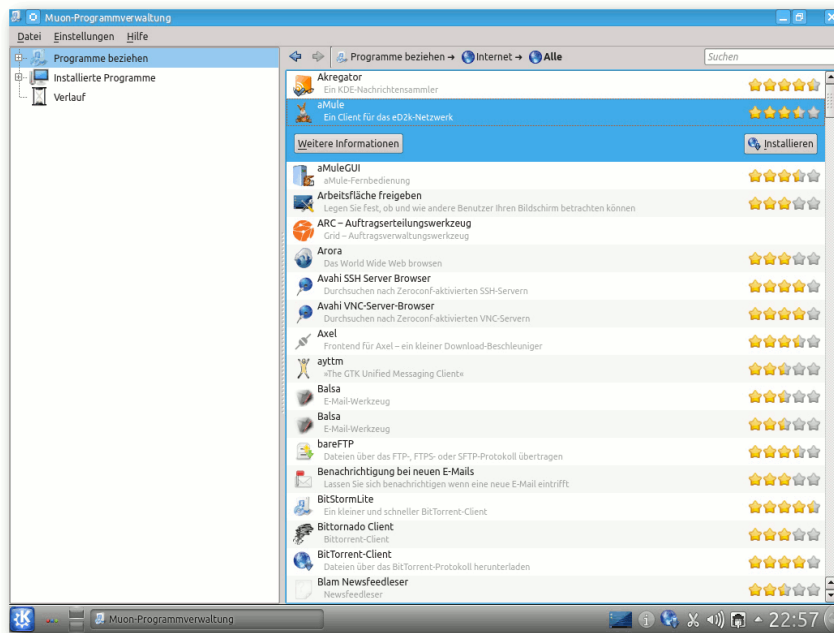 Muon-Programmverwaltung
Datei Einstellungen Hilfe
Programme beziehen
Installierte Programme
Verlauf
Programme beziehen → Internet → Alle
Suchen
Akregator
Ein KDE-Nachrichtensammler
aMule
Ein Client für das eD2k-Netzwerk
Weitere Informationen
Installieren
aMuleGUI
aMule-Fernbedienung
Arbeitsfläche freigeben
Legen Sie fest, ob und wie andere Benutzer Ihren Bildschirm betrachten können
ARC – Auftragserteilungswerkzeug
Grid – Auftragsverwaltungswerkzeug
Arora
Das World Wide Web browsen
Avahi SSH Server Browser
Durchsuchen nach Zeroconf-aktivierten SSH-Servern
Avahi VNC-Server-Browser
Durchsuchen nach Zeroconf-aktivierten VNC-Servern
Axel
Frontend für Axel – ein kleiner Download-Beschleuniger
ayttm
»The GTK Unified Messaging Client«
Balsa
E-Mail-Werkzeug
Balsa
E-Mail-Werkzeug
bareFTP
Dateien über das FTP-, FTPS- oder SFTP-Protokoll übertragen
Benachrichtigung bei neuen E-Mails
Lassen Sie sich benachrichtigen wenn eine neue E-Mail eintrifft
BitStormLite
Ein kleiner und schneller BitTorrent-Client
Bittornado Client
Bittorrent-Client
BitTorrent-Client
Dateien über das BitTorrent-Protokoll herunterladen
Blam Newsfeedleser
Newsfeedleser
Muon-Programmverwaltung
22:57